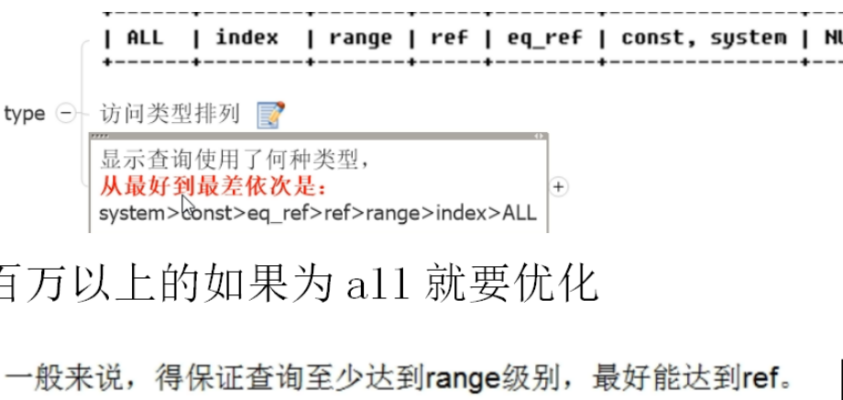 | ALL | index | range | ref | eq_ref | const, system |
type
访问类型排列
显示查询使用了何种类型，
从最好到最差依次是：
system>const>eq_ref>ref>range>index>ALL
百万以上的如果为 all 就要优化
一般来说，得保证查询至少达到range级别，最好能达到ref。